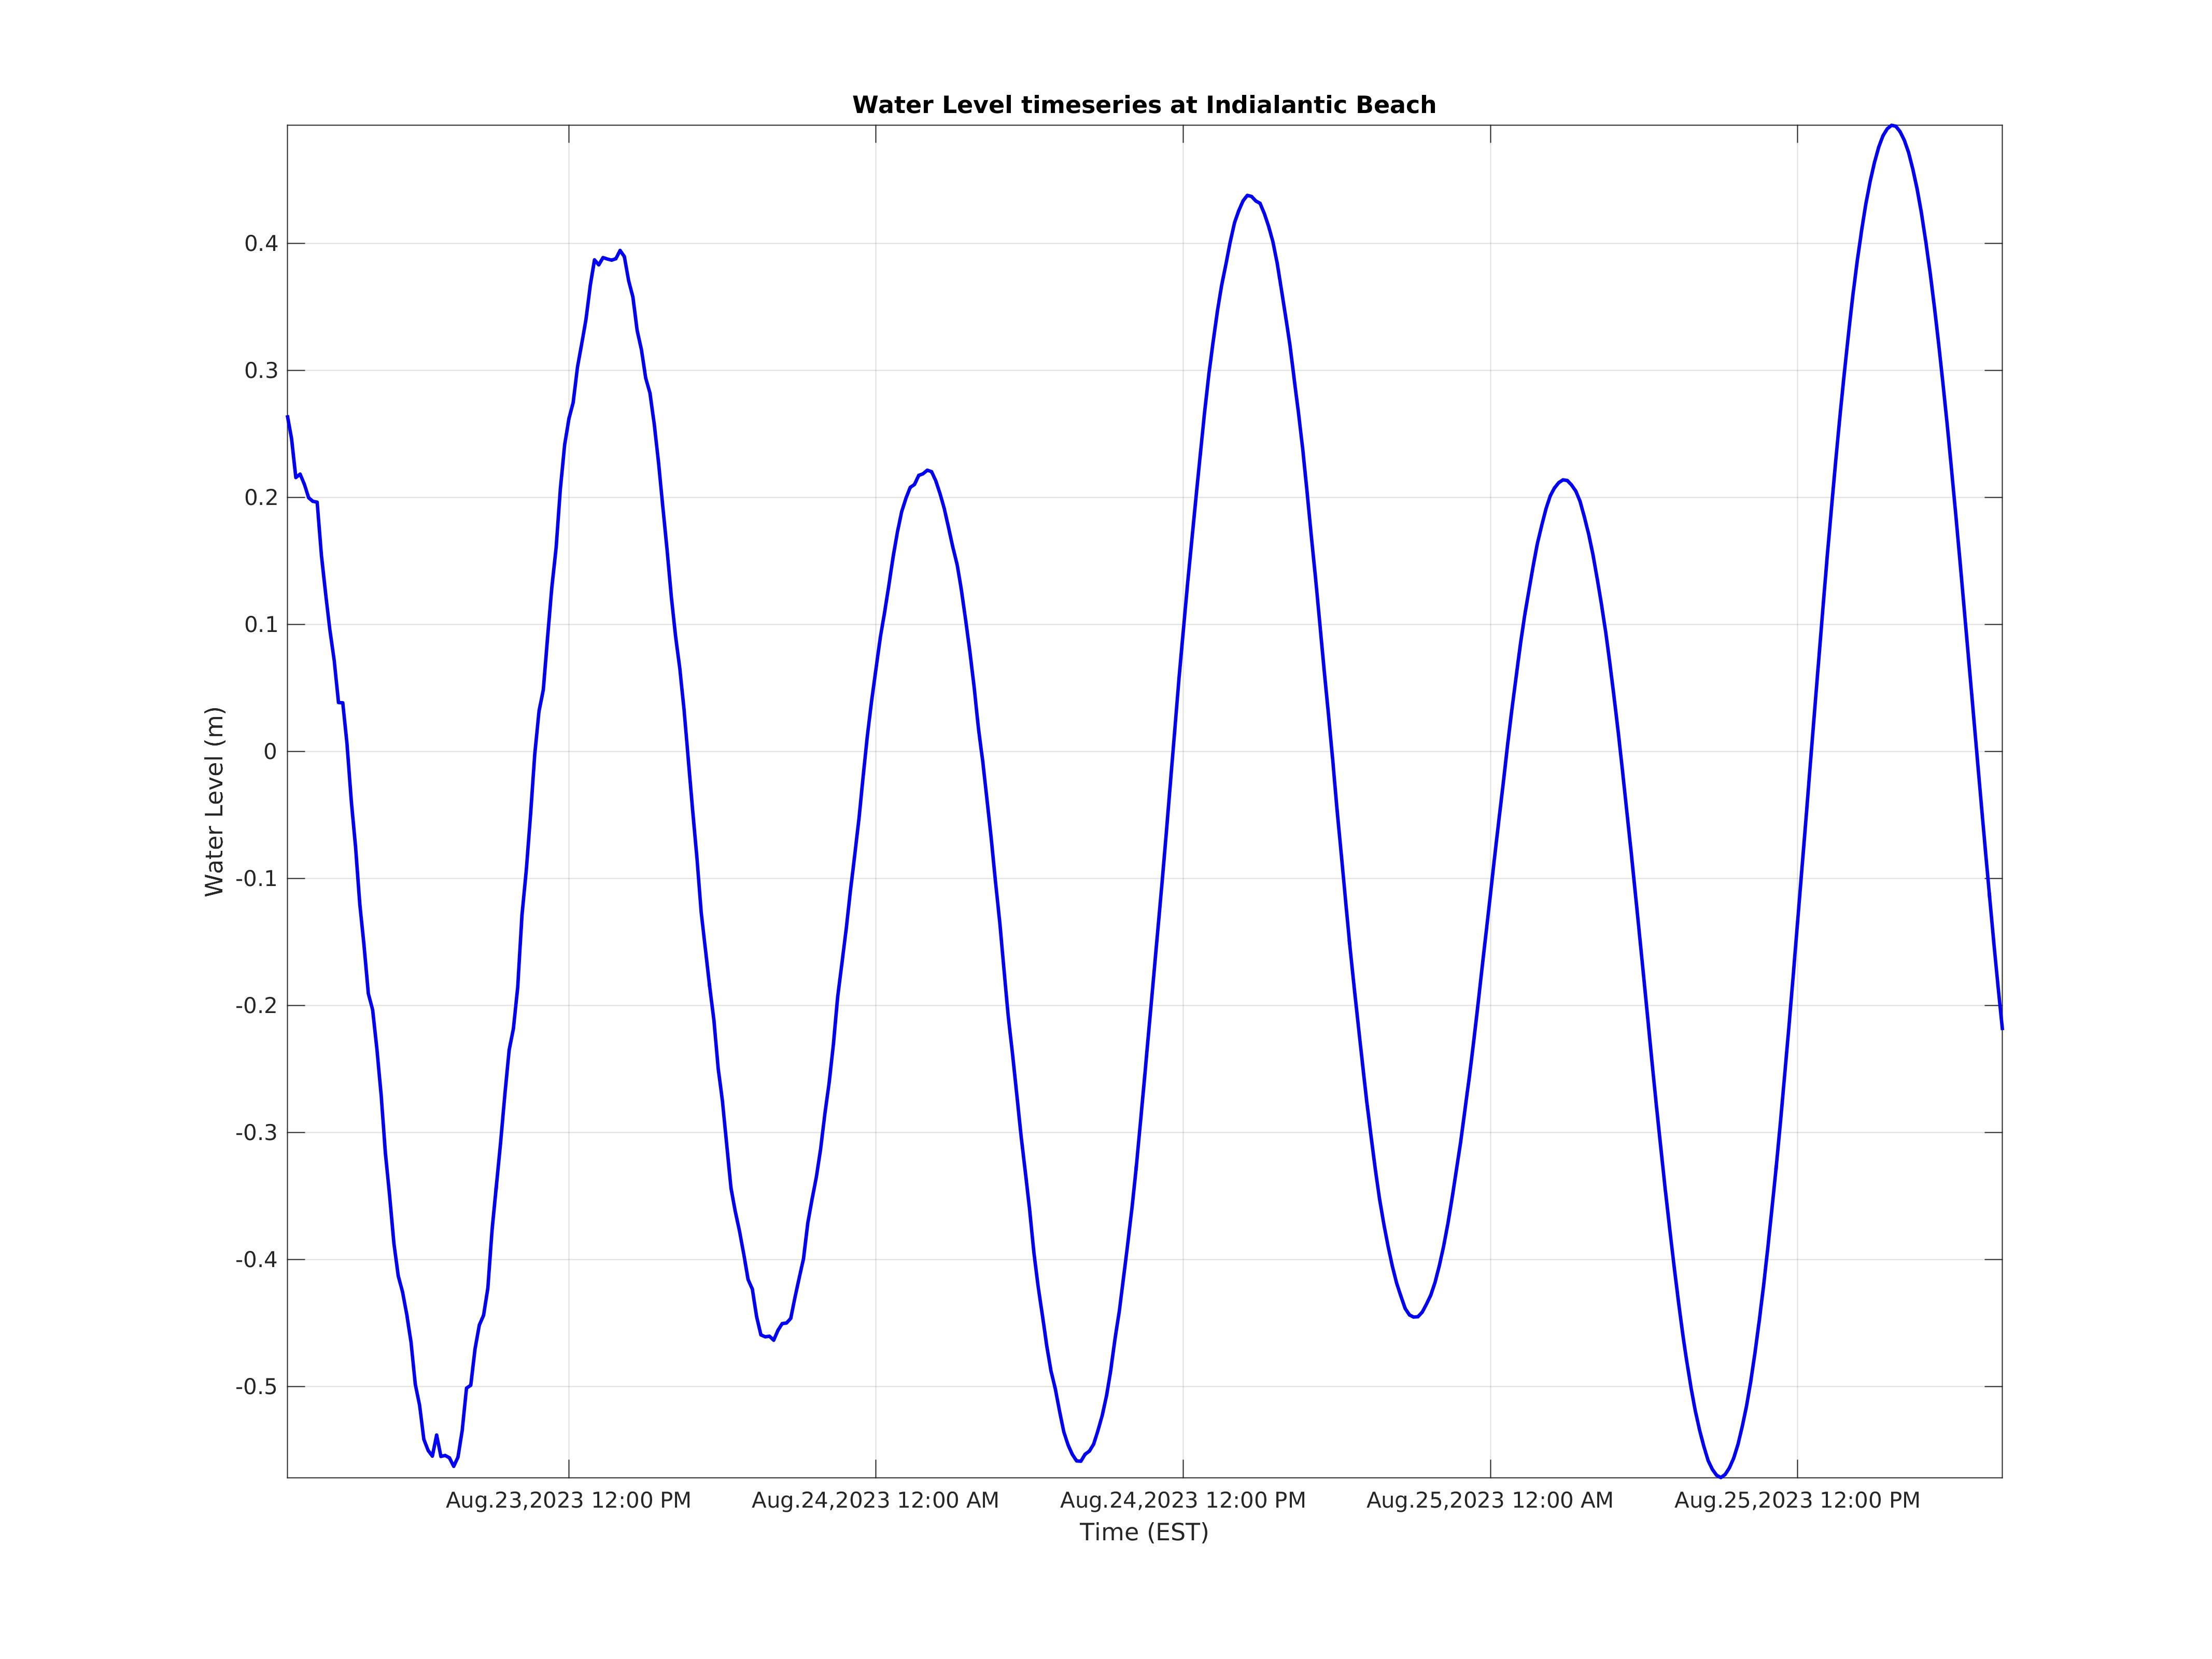 Water Level timeseries at Indialantic Beach
0.4
0.3
0.2
0.1
0
-0.1
-0.2
-0.3
-0.4
-0.5
Water Level (m)
Aug.23,2023 12:00 PM Aug.24,2023 12:00 AM Aug.24,2023 12:00 PM Aug.25,2023 12:00 AM Aug.25,2023 12:00 PM
Time (EST)